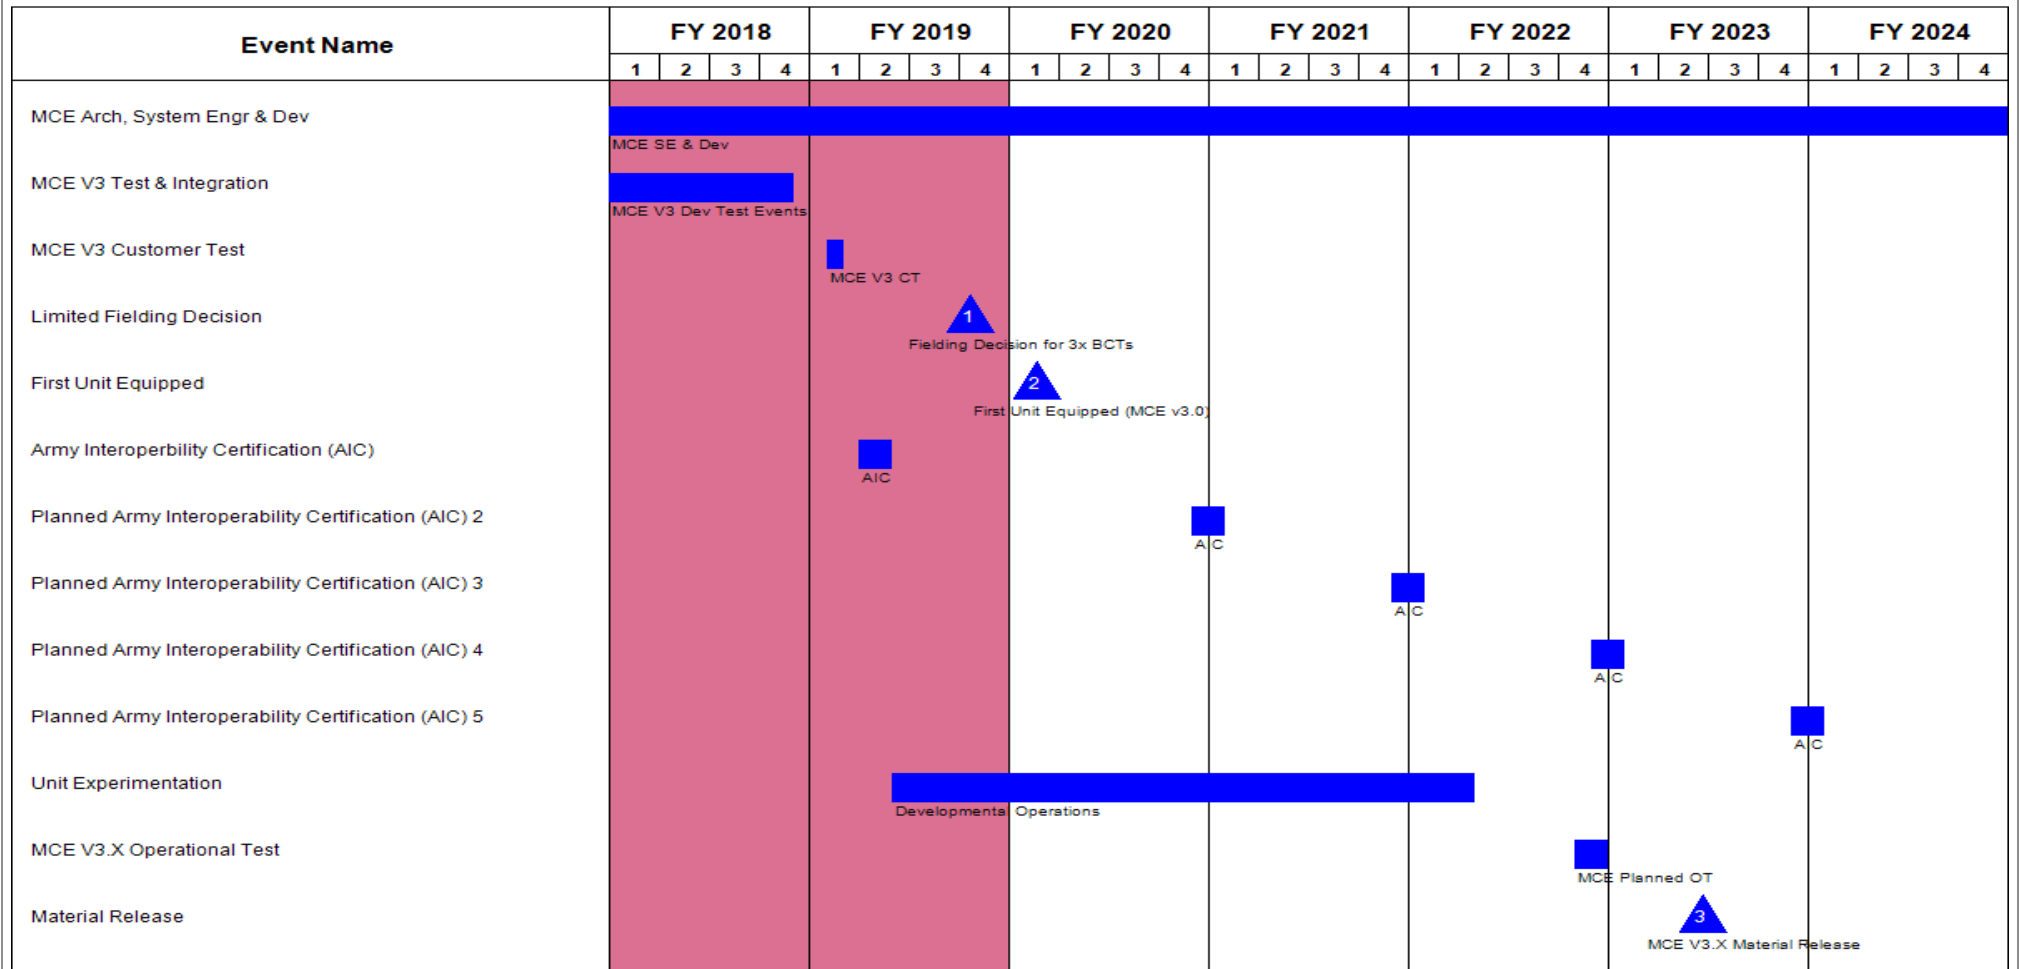 Event Name
FY 2018 FY 2019 FY 2020 FY 2021 FY 2022 FY 2023 FY 2024
1 2 3 4 1 2 3 4 1 2 3 4 1 2 3 4 1 2 3 4 1 2 3 4 1 2 3 4
MCE Arch, System Engr & Dev
MCE SE & Dev
MCE V3 Test & Integration
MCE V3 Dev Test Events
MCE V3 Customer Test
MCE V3 CT
Limited Fielding Decision
1
Fielding Decision for 3x BCTs
First Unit Equipped
2
First Unit Equipped (MCE v3.0)
Army Interoperbility Certification (AIC)
AIC
Planned Army Interoperability Certification (AIC) 2
AIC
Planned Army Interoperability Certification (AIC) 3
AIC
Planned Army Interoperability Certification (AIC) 4
AIC
Planned Army Interoperability Certification (AIC) 5
AIC
Unit Experimentation
Developmental Operations
MCE V3.X Operational Test
MCE Planned OT
Material Release
3
MCE V3.X Material Release